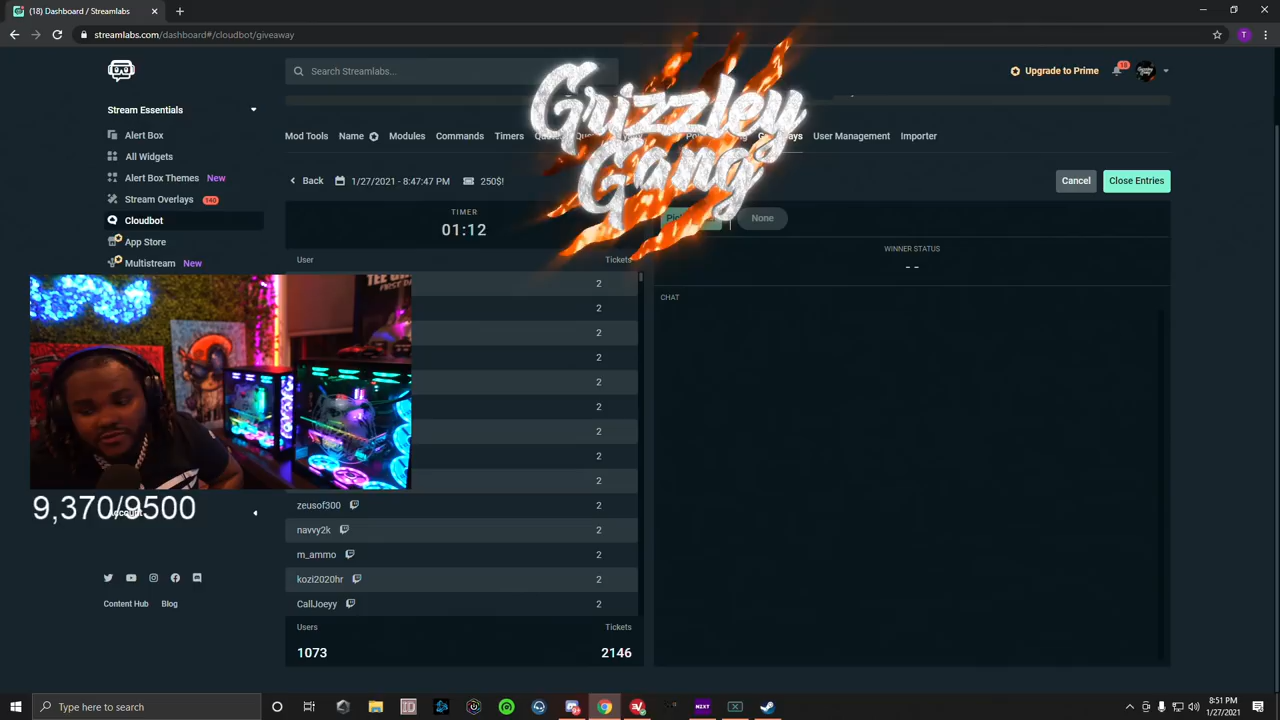 (18) Dashboard / Streamlabs
streamlabs.com/dashboard#/cloudbot/giveaway
Search Streamlabs...
Upgrade to Prime
18
Grizzley
Gang
Stream Essentials
Alert Box
All Widgets
Alert Box Themes New
Stream Overlays 140
Cloudbot
App Store
Multistream New
Mod Tools Name Modules Commands Timers User Management Importer
Back 1/27/2021 - 8:47:47 PM 250$!
Cancel Close Entries
TIMER
01:12
None
User Tickets
WINNER STATUS
--
CHAT
2
2
2
2
2
2
2
2
2
zeusof300 2
navvy2k 2
m_ammo 2
kozi2020hr 2
CallJoeyy 2
Users Tickets
1073 2146
9,370/9500
Account
Content Hub Blog
Type here to search
NZXT
8:51 PM
1/27/2021